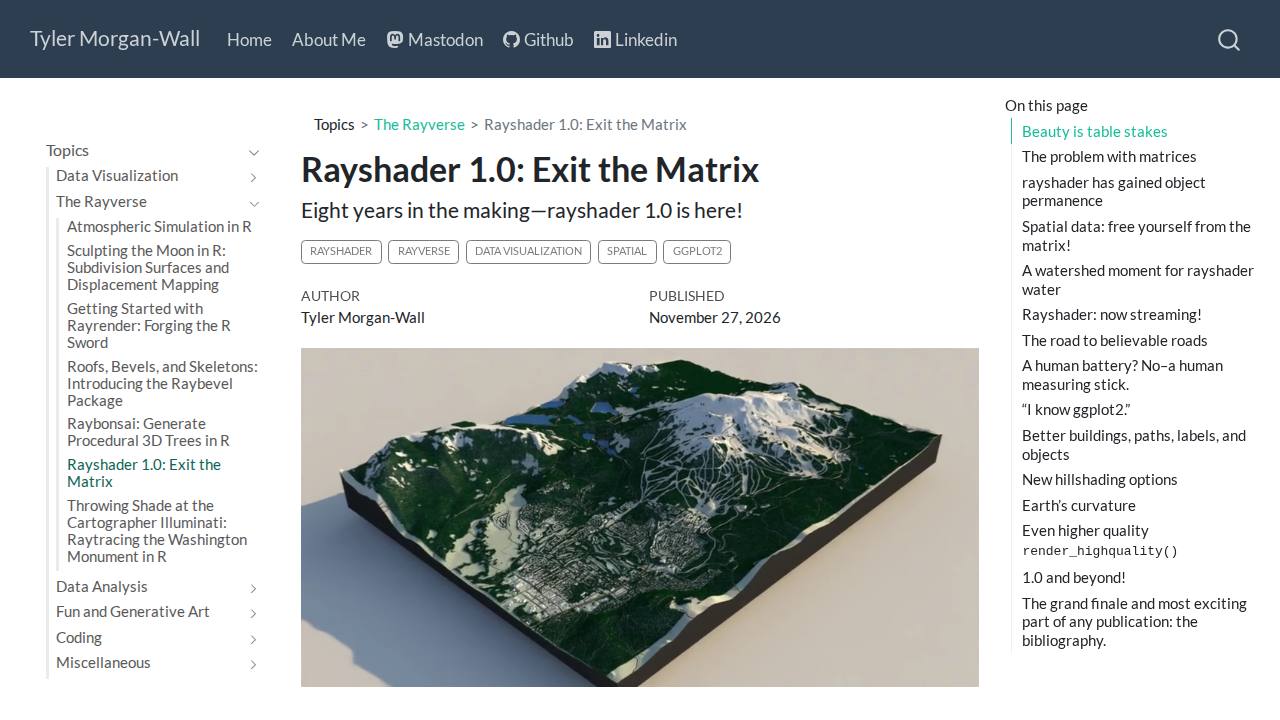 Tyler Morgan-Wall
Home
About Me
Mastodon
Github
Linkedin
Topics
Data Visualization
The Rayverse
Atmospheric Simulation in R
Sculpting the Moon in R:
Subdivision Surfaces and
Displacement Mapping
Getting Started with
Rayrender: Forging the R
Sword
Roofs, Bevels, and Skeletons:
Introducing the Raybevel
Package
Raybonsai: Generate
Procedural 3D Trees in R
Rayshader 1.0: Exit the
Matrix
Throwing Shade at the
Cartographer Illuminati:
Raytracing the Washington
Monument in R
Data Analysis
Fun and Generative Art
Coding
Miscellaneous
Topics > The Rayverse > Rayshader 1.0: Exit the Matrix
Rayshader 1.0: Exit the Matrix
Eight years in the making—rayshader 1.0 is here!
RAYSHADER
RAYVERSE
DATA VISUALIZATION
SPATIAL
GGPLOT2
AUTHOR
Tyler Morgan-Wall
PUBLISHED
November 27, 2026
On this page
Beauty is table stakes
The problem with matrices
rayshader has gained object
permanence
Spatial data: free yourself from the
matrix!
A watershed moment for rayshader
water
Rayshader: now streaming!
The road to believable roads
A human battery? No–a human
measuring stick.
“I know ggplot2.”
Better buildings, paths, labels, and
objects
New hillshading options
Earth’s curvature
Even higher quality
render_highquality()
1.0 and beyond!
The grand finale and most exciting
part of any publication: the
bibliography.